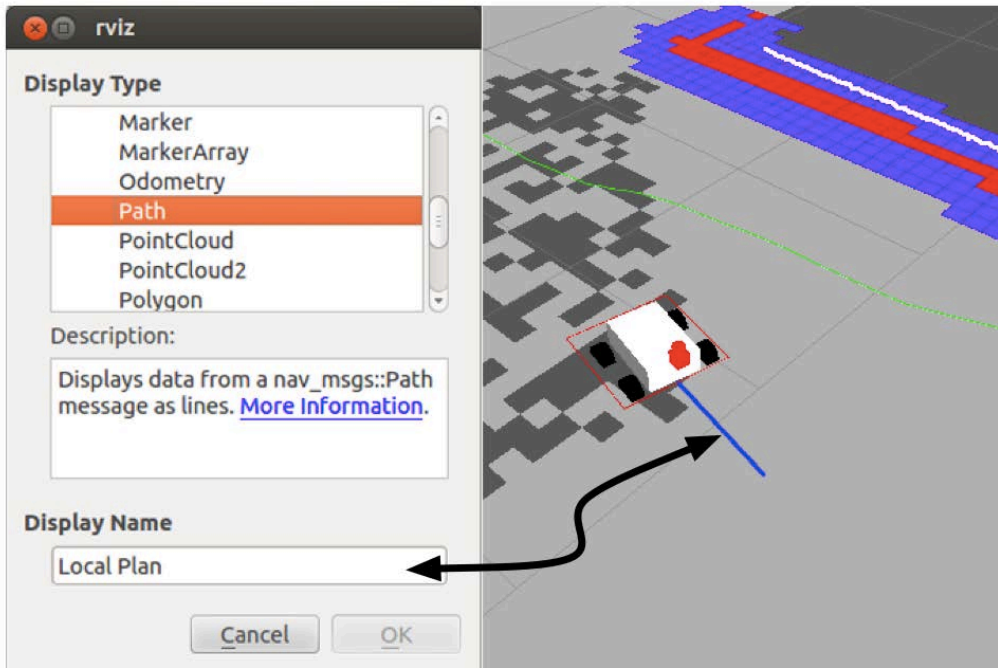 rviz
Display Type
Marker
MarkerArray
Odometry
Path
PointCloud
PointCloud2
Polygon
Description:
Displays data from a nav_msgs::Path
message as lines. More Information.
Display Name
Local Plan
Cancel
OK